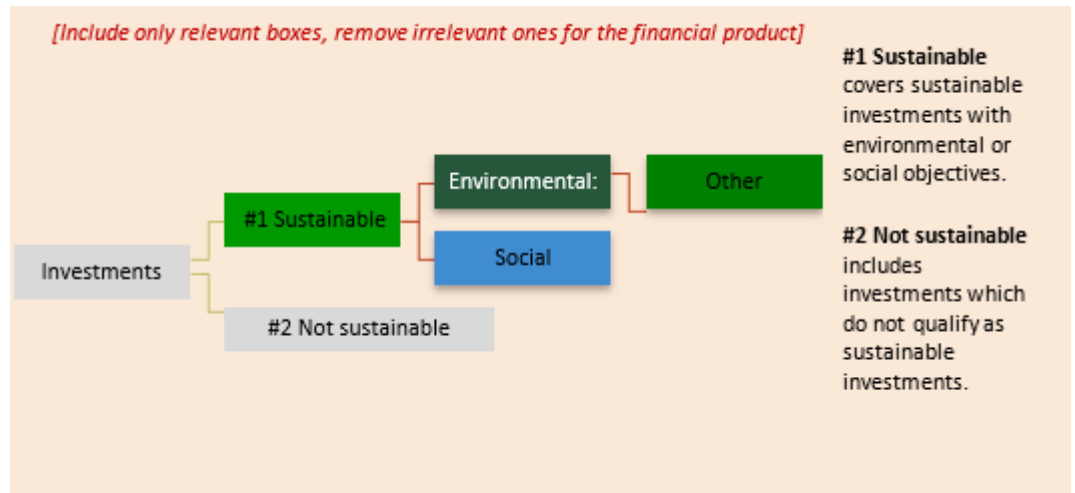 [Include only relevant boxes, remove irrelevant ones for the financial product]
Investments
#1 Sustainable
#2 Not sustainable
Environmental:
Social
Other
#1 Sustainable
covers sustainable
investments with
environmental or
social objectives.
#2 Not sustainable
includes
investments which
do not qualify as
sustainable
investments.